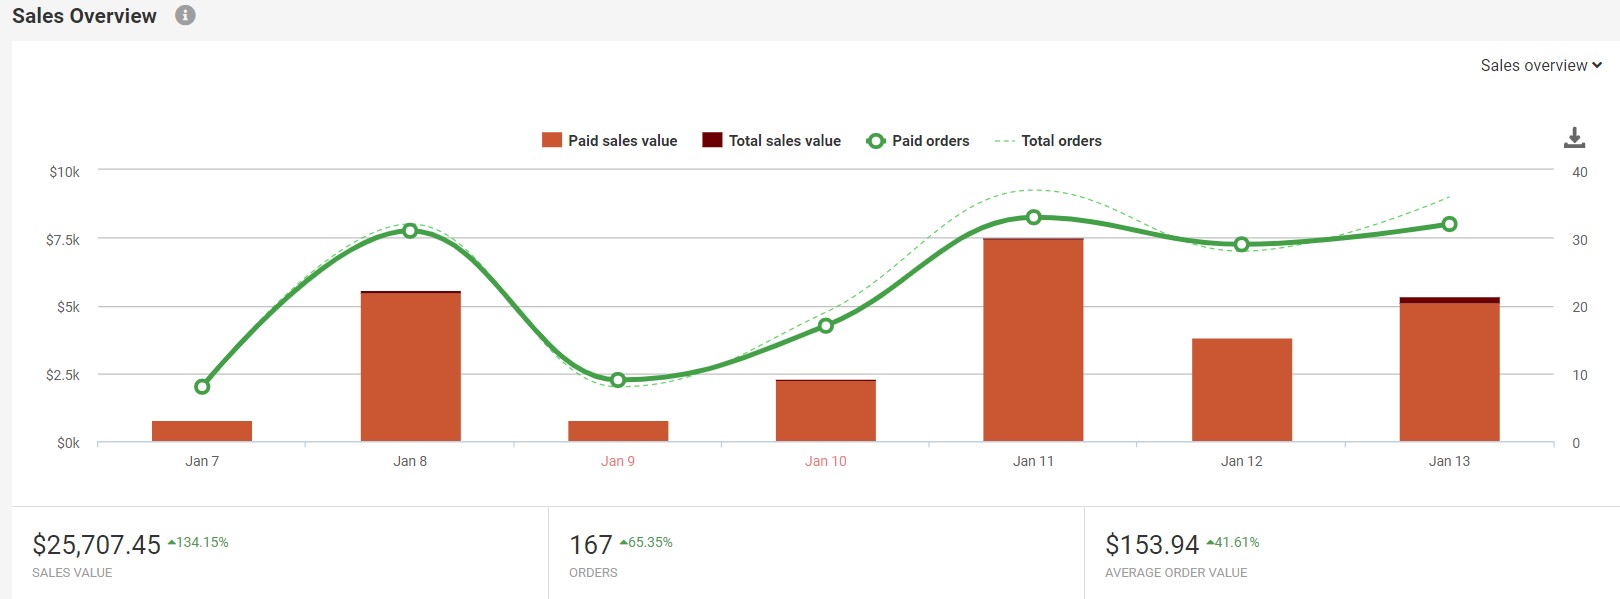 Sales Overview
Sales overview
Paid sales value Total sales value Paid orders Total orders
$10k 40
$7.5k 30
$5k 20
$2.5k 10
$0k 0
Jan 7 Jan 8 Jan 9 Jan 10 Jan 11 Jan 12 Jan 13
$25,707.45 134.15% 167 65.35% $153.94 41.61%
SALES VALUE ORDERS AVERAGE ORDER VALUE